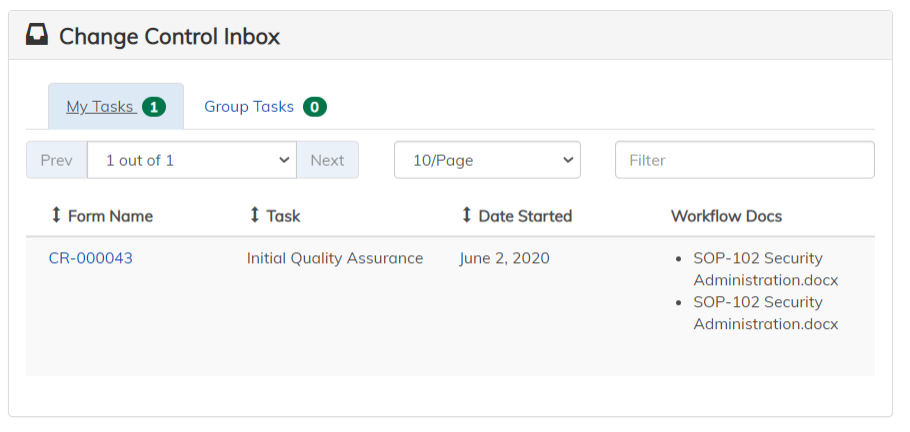 Change Control Inbox
My Tasks 1 Group Tasks 0
Prev 1 out of 1 Next 10/Page Filter
Form Name Task Date Started Workflow Docs
CR-000043 Initial Quality Assurance June 2, 2020 SOP-102 Security
Administration.docx
SOP-102 Security
Administration.docx